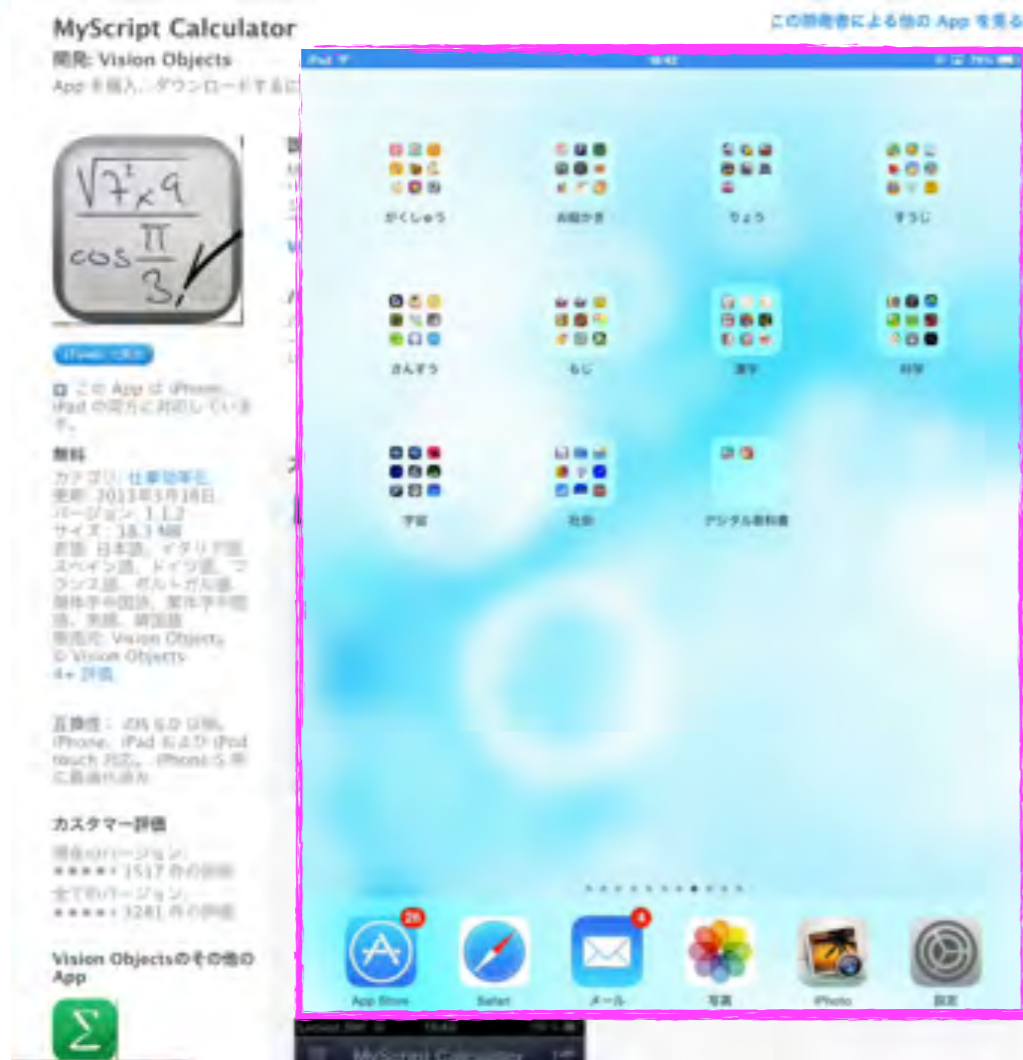 MyScript Calculator
開発: Vision Objects
この開発者による他の App を見る
App を購入、ダウンロードするに
iPad
がくしゅう
お絵かき
りょう
すうじ
さんすう
もじ
漢字
科学
宇宙
社会
デジタル教科書
この App は iPhone、
iPad の両方に対応していま
す。
無料
カテゴリ: 仕事効率化
更新: 2013年5月16日
バージョン: 1.1.2
サイズ: 18.3 MB
言語: 日本語、イタリア語、
スペイン語、ドイツ語、フ
ランス語、ポルトガル語、
簡体字中国語、繁体字中国
語、英語、韓国語
販売元: Vision Objects
© Vision Objects
4+ 評価
互換性: iOS 6.0 以降。
iPhone、iPad および iPod
touch 対応。 iPhone 5 用
に最適化済み
カスタマー評価
現在のバージョン:
1517 件の評価
全てのバージョン:
3281 件の評価
Vision Objectsのその他の
App
26
4
App Store
Safari
メール
写真
iPhoto
設定
MyScript Calculator